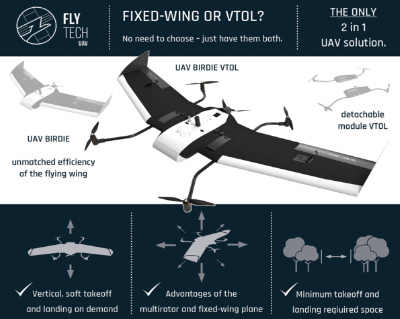 FLY
TECH
UAV
FIXED-WING OR VTOL?
No need to choose - just have them both.
THE ONLY
2 in 1
UAV solution.
UAV BIRDIE VTOL
UAV BIRDIE
unmatched efficiency
of the flying wing
detachable
module VTOL
Vertical, soft takeoff
and landing on demand
Advantages of the
multirator and fixed-wing plane
Minimum takeoff and
landing reqiuired space